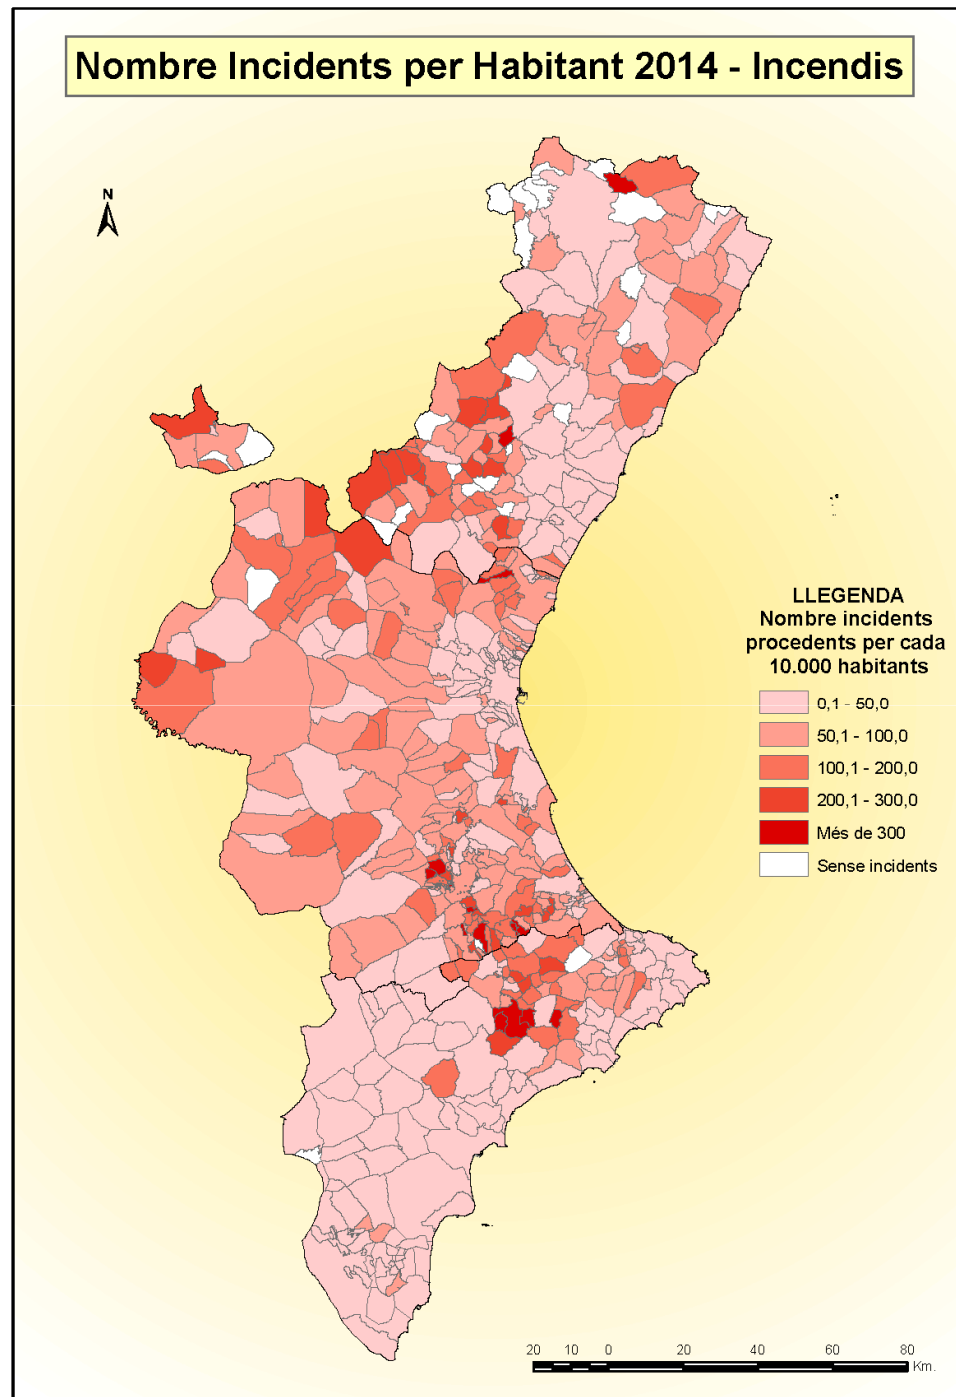 Nombre Incidents per Habitant 2014 - Incendis
N
LLEGENDA
Nombre incidents
procedents per cada
10.000 habitants
0,1 - 50,0
50,1 - 100,0
100,1 - 200,0
200,1 - 300,0
Més de 300
Sense incidents
20 10 0 20 40 60 80
Km.